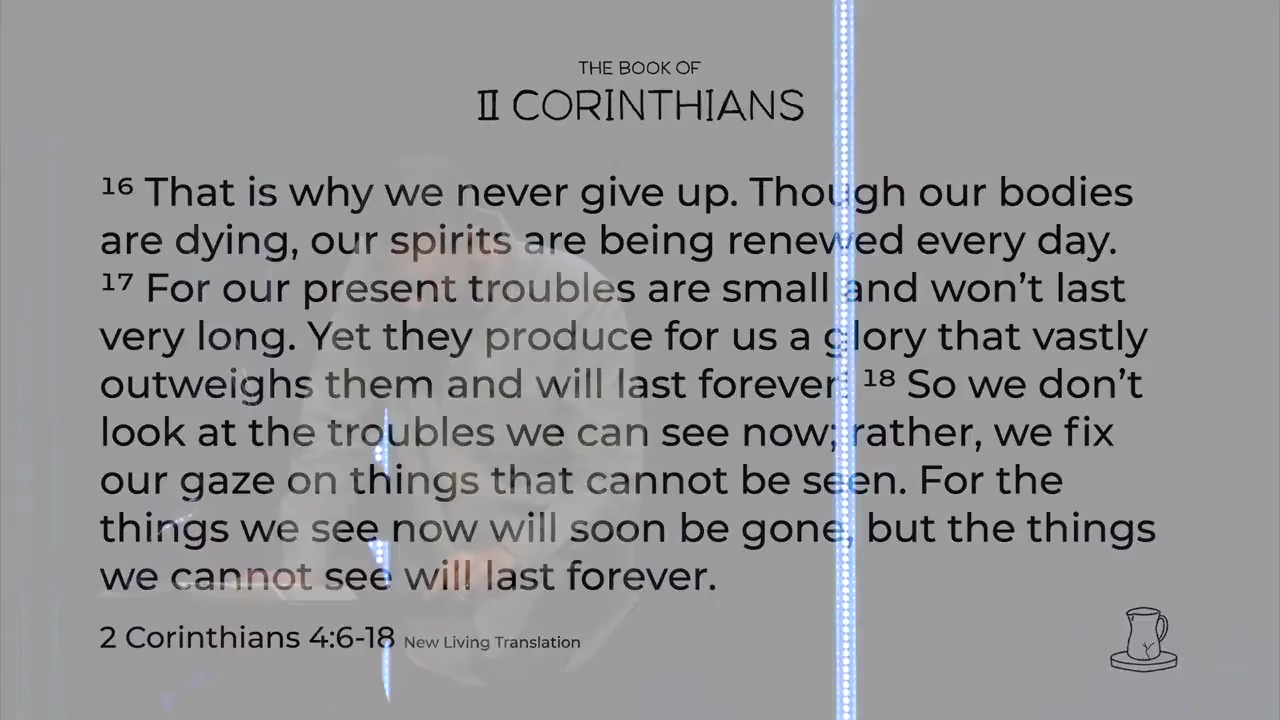 THE BOOK OF
II CORINTHIANS
¹⁶ That is why we never give up. Though our bodies
are dying, our spirits are being renewed every day.
¹⁷ For our present troubles are small and won’t last
very long. Yet they produce for us a glory that vastly
outweighs them and will last forever! ¹⁸ So we don’t
look at the troubles we can see now; rather, we fix
our gaze on things that cannot be seen. For the
things we see now will soon be gone, but the things
we cannot see will last forever.
2 Corinthians 4:6-18 New Living Translation